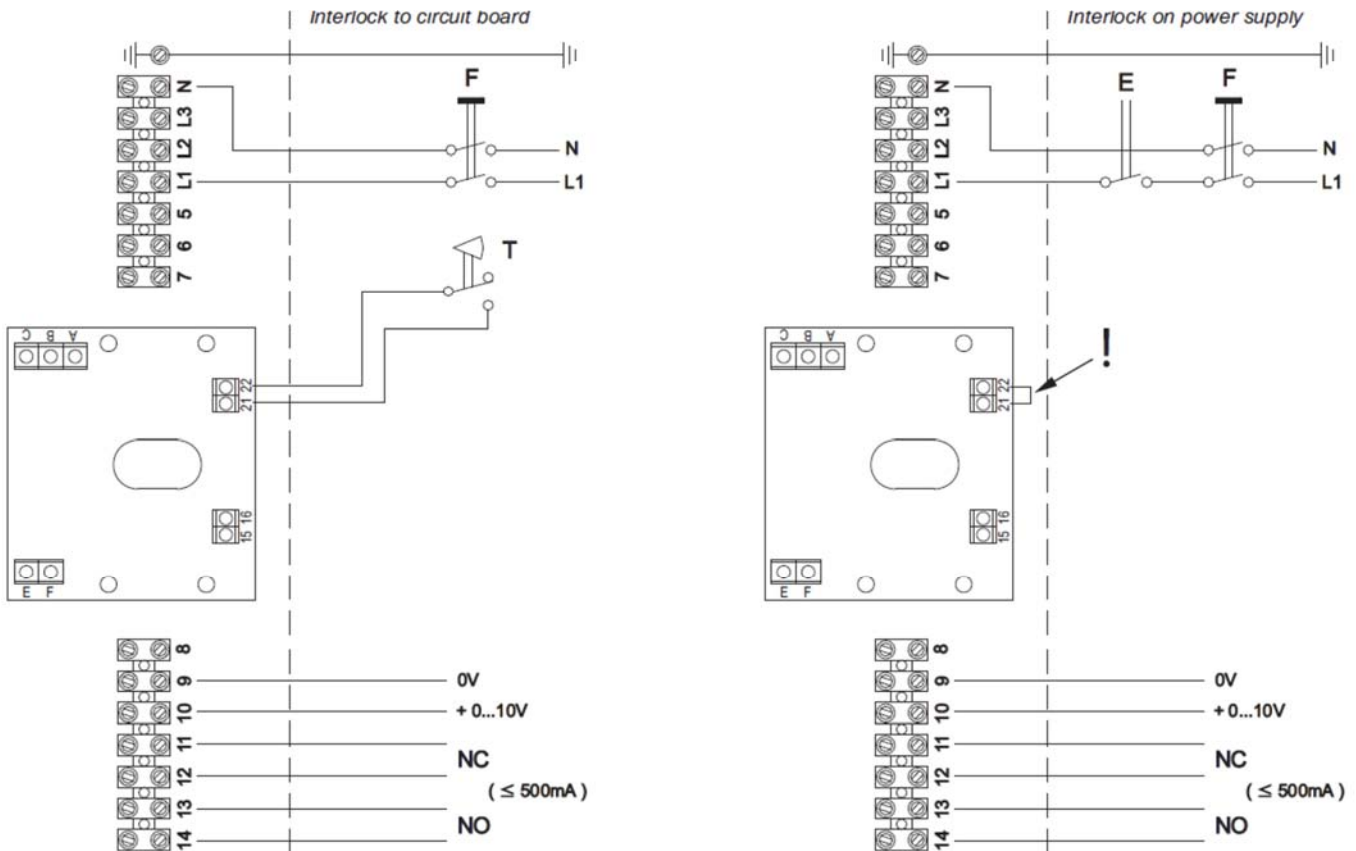 Interlock to circuit board
F
N
L3
L2
L1
5
6
7
N
L1
T
C B A
22
21
16
15
E F
8
9
10
11
12
13
14
0V
+ 0...10V
NC
( ≤ 500mA )
NO
Interlock on power supply
E F
N
L3
L2
L1
5
6
7
N
L1
!
C B A
22
21
16
15
E F
8
9
10
11
12
13
14
0V
+ 0...10V
NC
( ≤ 500mA )
NO